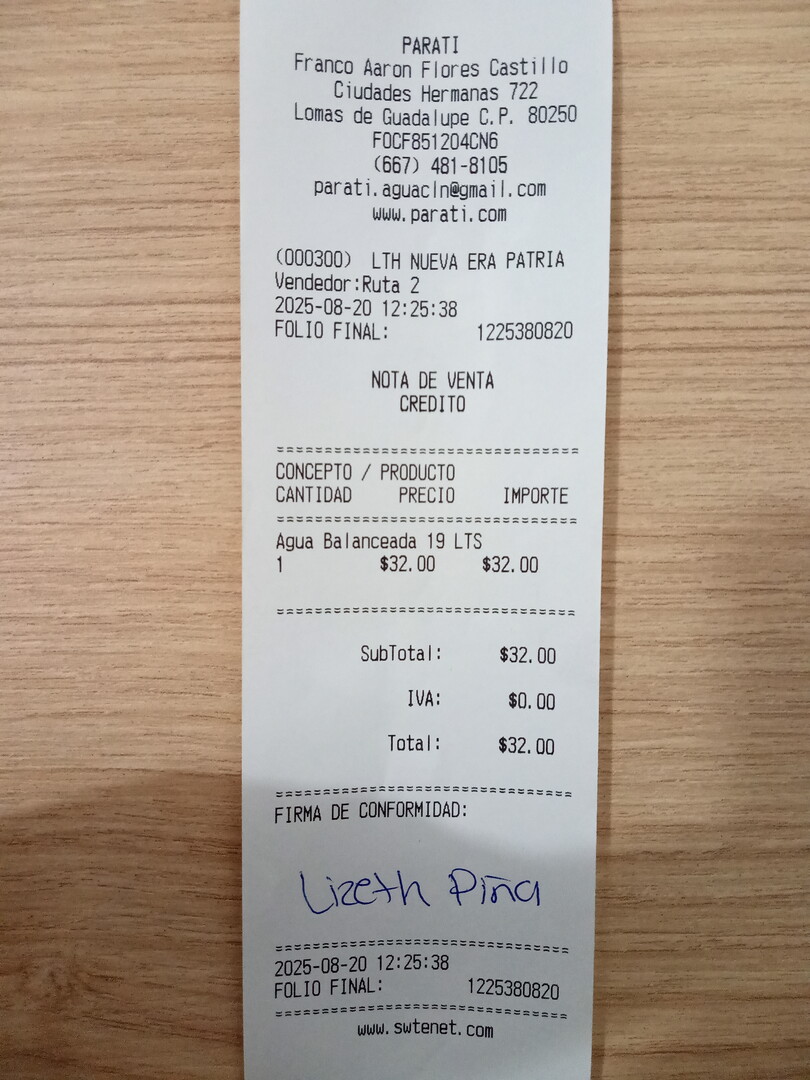 PARATI
Franco Aaron Flores Castillo
Ciudades Hermanas 722
Lomas de Guadalupe C.P. 80250
FOCF851204CN6
(667) 481-8105
parati.aguacln@gmail.com
www.parati.com
(000300) LTH NUEVA ERA PATRIA
Vendedor:Ruta 2
2025-08-20 12:25:38
FOLIO FINAL: 1225380820
NOTA DE VENTA
CREDITO
================================
CONCEPTO / PRODUCTO
CANTIDAD PRECIO IMPORTE
================================
Agua Balanceada 19 LTS
1 $32.00 $32.00
================================
SubTotal: $32.00
IVA: $0.00
Total: $32.00
================================
FIRMA DE CONFORMIDAD:
Lizeth Piña
================================
2025-08-20 12:25:38
FOLIO FINAL: 1225380820
================================
www.swtenet.com